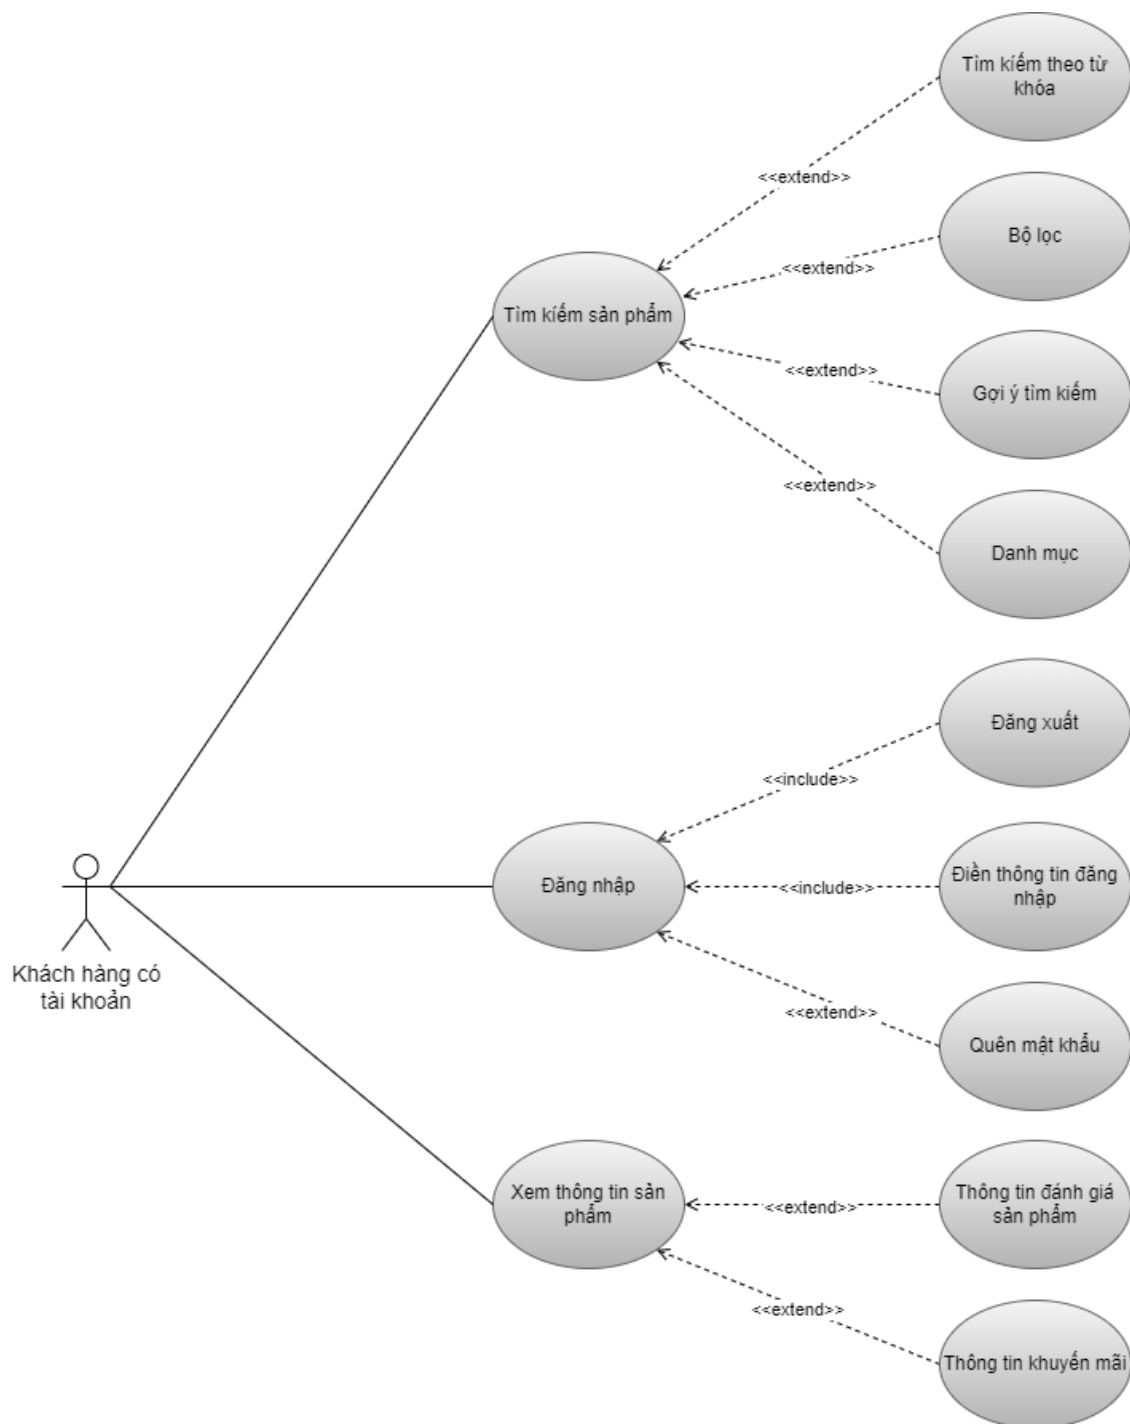 Tìm kiếm theo từ
khóa
<<extend>>
Bộ lọc
<<extend>>
Tìm kiếm sản phẩm
<<extend>>
Gợi ý tìm kiếm
<<extend>>
Danh mục
Đăng xuất
<<include>>
Đăng nhập
<<include>>
Điền thông tin đăng
nhập
Khách hàng có
tài khoản
<<extend>>
Quên mật khẩu
Xem thông tin sản
phẩm
<<extend>>
Thông tin đánh giá
sản phẩm
<<extend>>
Thông tin khuyến mãi